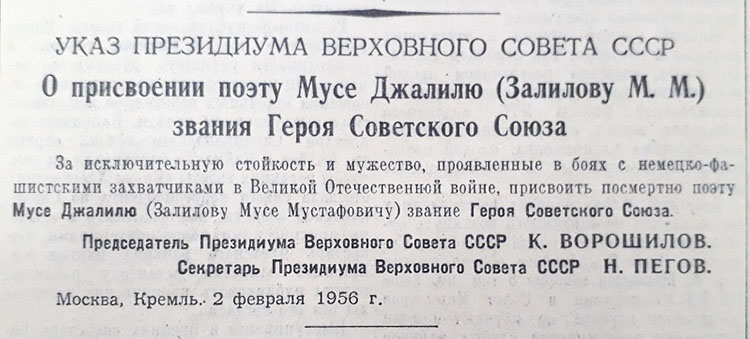 УКАЗ ПРЕЗИДИУМА ВЕРХОВНОГО СОВЕТА СССР
О присвоении поэту Мусе Джалилю (Залилову М. М.)
звания Героя Советского Союза
За исключительную стойкость и мужество, проявленные в боях с немецко-фа-
шистскими захватчиками в Великой Отечественной войне, присвоить посмертно поэту
Мусе Джалилю (Залилову Мусе Мустафовичу) звание Героя Советского Союза.
Председатель Президиума Верховного Совета СССР К. ВОРОШИЛОВ.
Секретарь Президиума Верховного Совета СССР Н. ПЕГОВ.
Москва, Кремль. 2 февраля 1956 г.